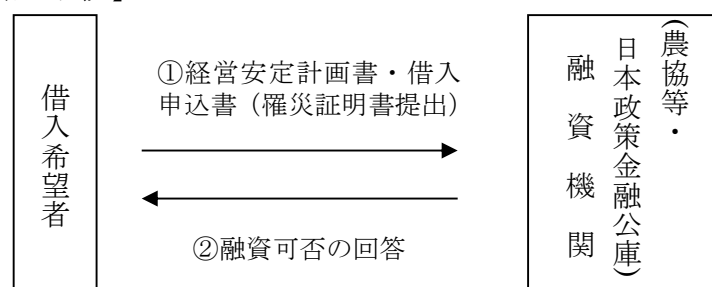 借入希望者
①経営安定計画書・借入
申込書（罹災証明書提出）
②融資可否の回答
(農協等・
日本政策金融公庫)
融資機関